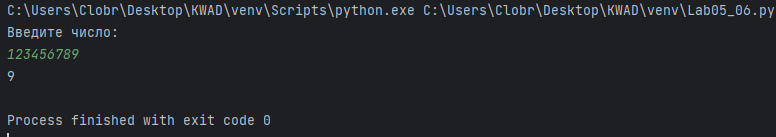 C:\Users\Clobr\Desktop\KWAD\venv\Scripts\python.exe C:\Users\Clobr\Desktop\KWAD\venv\Lab05_06.py
Введите число:
123456789
9
Process finished with exit code 0